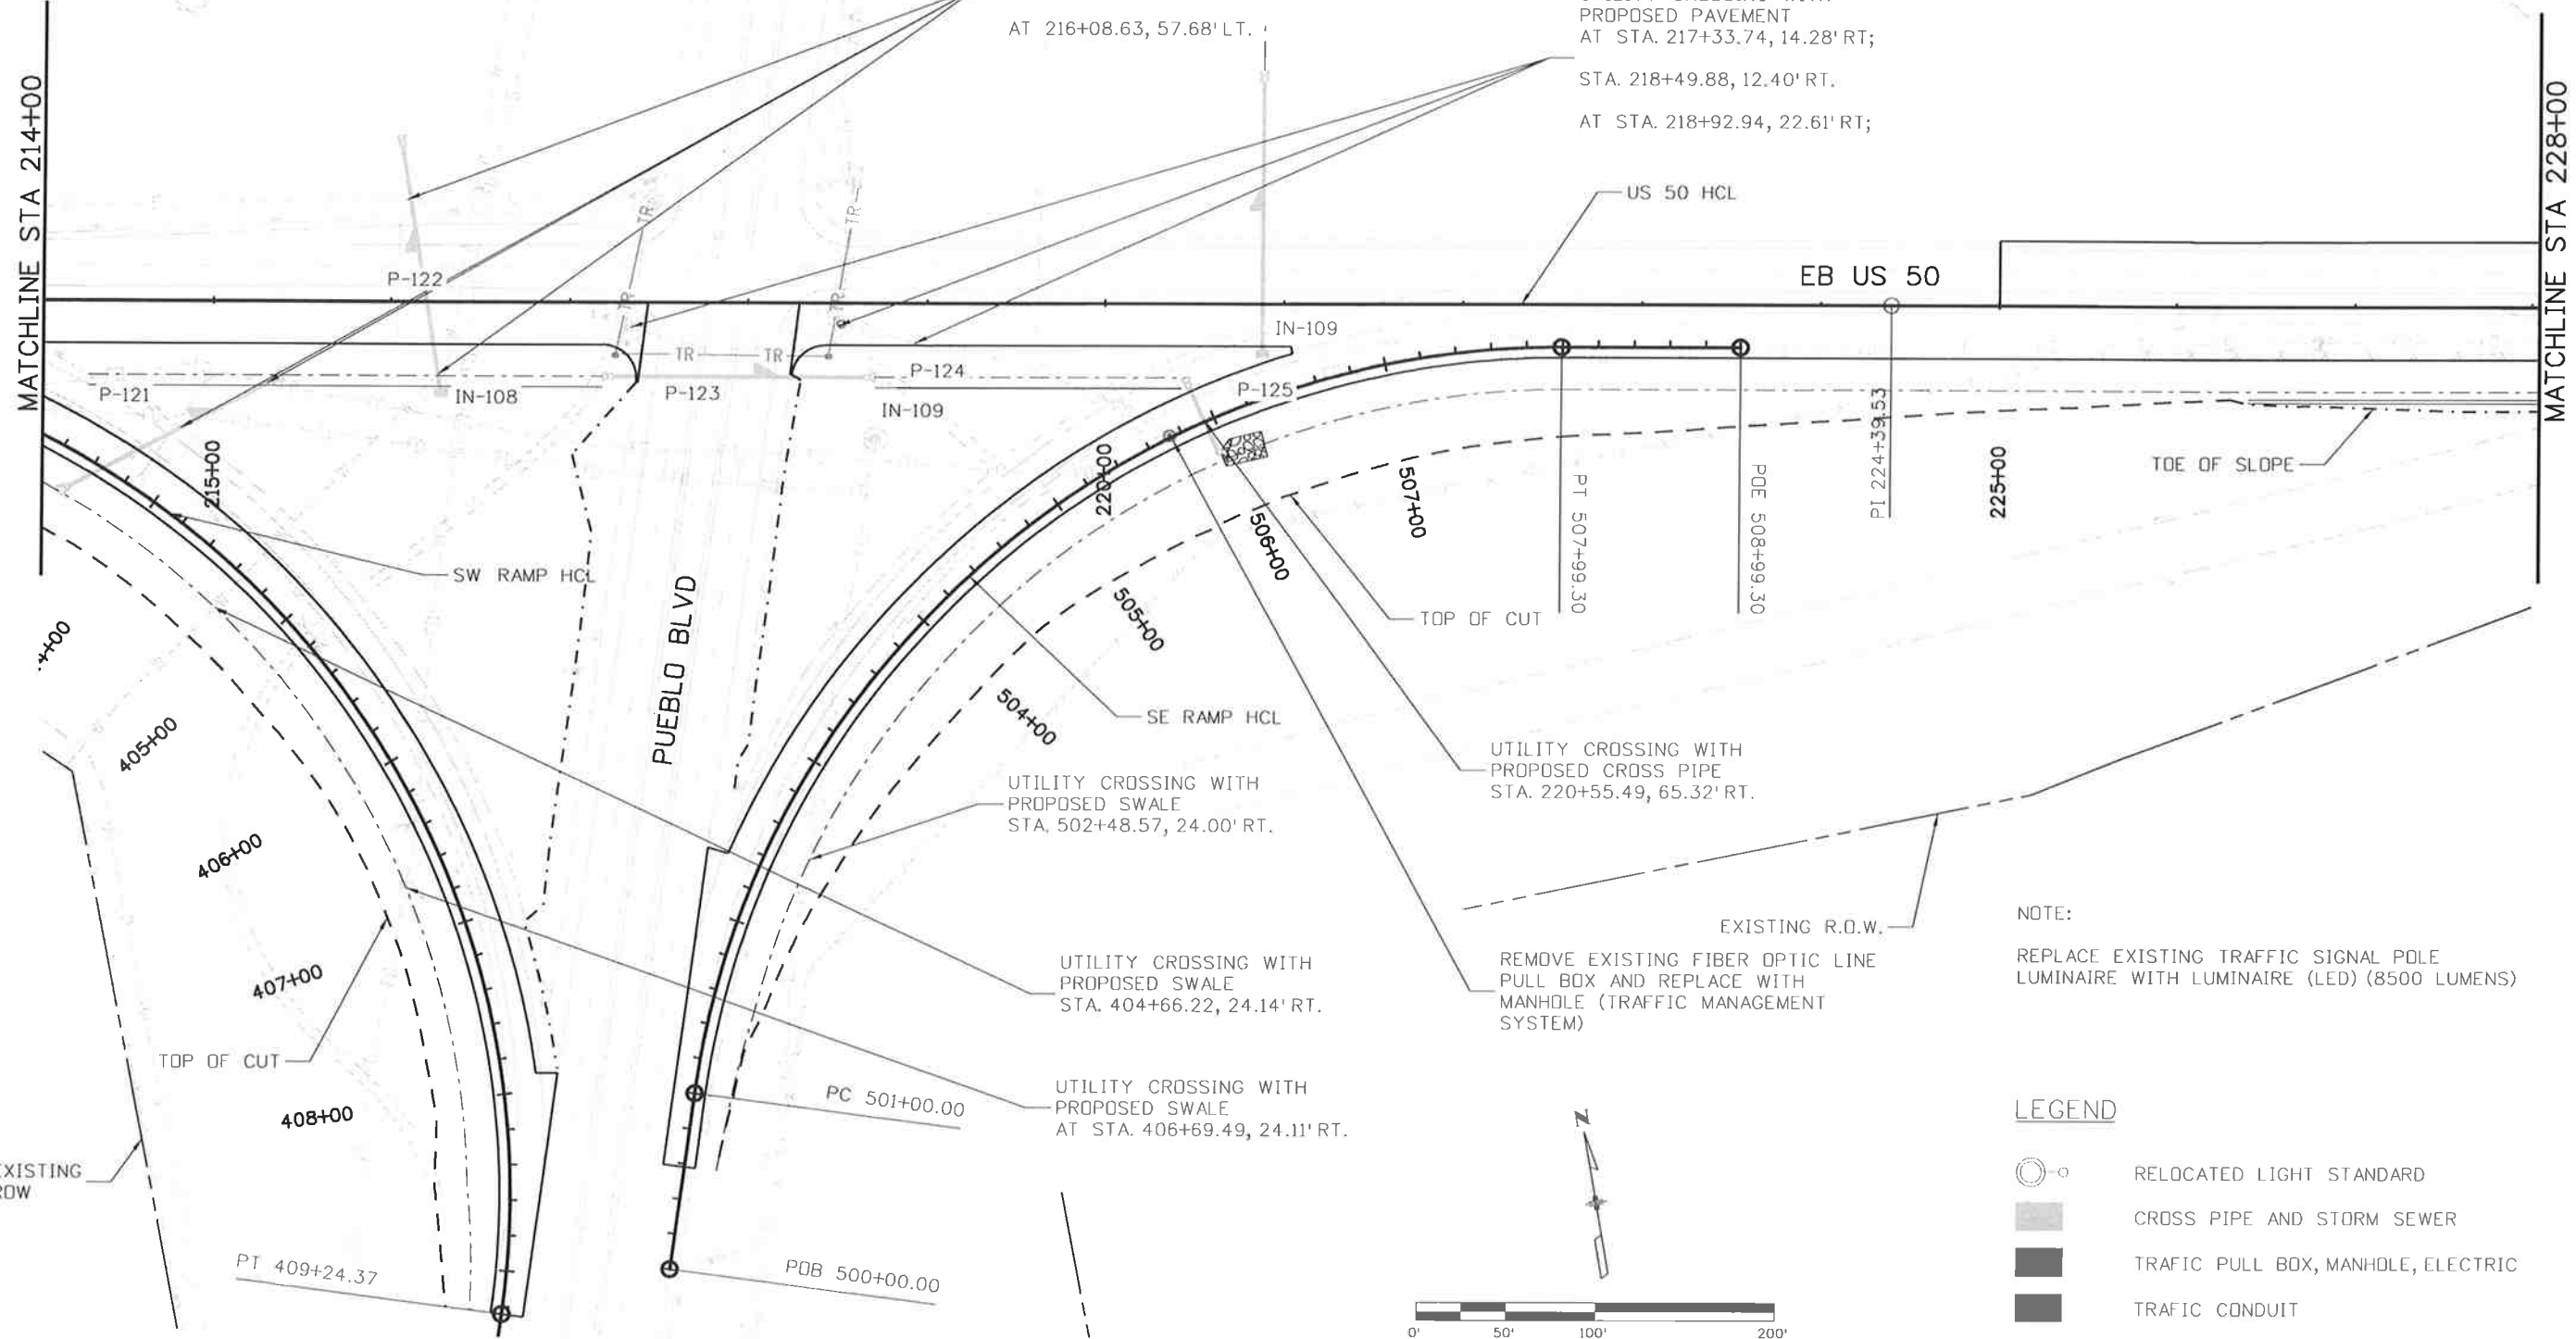 AT 216+08.63, 57.68' LT.
PROPOSED PAVEMENT
AT STA. 217+33.74, 14.28' RT;
STA. 218+49.88, 12.40' RT.
AT STA. 218+92.94, 22.61' RT;
MATCHLINE STA 214+00
MATCHLINE STA 228+00
US 50 HCL
EB US 50
P-122
TR
TR
TR
TR
TR
TR
IN-109
P-121
IN-108
P-123
P-124
IN-109
P-125
215+00
220+00
225+00
PI 224+39.53
PT 507+99.30
POE 508+99.30
507+00
506+00
505+00
504+00
TOE OF SLOPE
SW RAMP HCL
PUEBLO BLVD
TOP OF CUT
SE RAMP HCL
+00
405+00
406+00
407+00
408+00
UTILITY CROSSING WITH
PROPOSED CROSS PIPE
STA. 220+55.49, 65.32' RT.
UTILITY CROSSING WITH
PROPOSED SWALE
STA. 502+48.57, 24.00' RT.
EXISTING R.O.W.
NOTE:
REPLACE EXISTING TRAFFIC SIGNAL POLE
LUMINAIRE WITH LUMINAIRE (LED) (8500 LUMENS)
REMOVE EXISTING FIBER OPTIC LINE
PULL BOX AND REPLACE WITH
MANHOLE (TRAFFIC MANAGEMENT
SYSTEM)
UTILITY CROSSING WITH
PROPOSED SWALE
STA. 404+66.22, 24.14' RT.
TOP OF CUT
UTILITY CROSSING WITH
PROPOSED SWALE
AT STA. 406+69.49, 24.11' RT.
PC 501+00.00
POB 500+00.00
PT 409+24.37
EXISTING
ROW
N
0' 50' 100' 200'
LEGEND
RELOCATED LIGHT STANDARD
CROSS PIPE AND STORM SEWER
TRAFIC PULL BOX, MANHOLE, ELECTRIC
TRAFIC CONDUIT